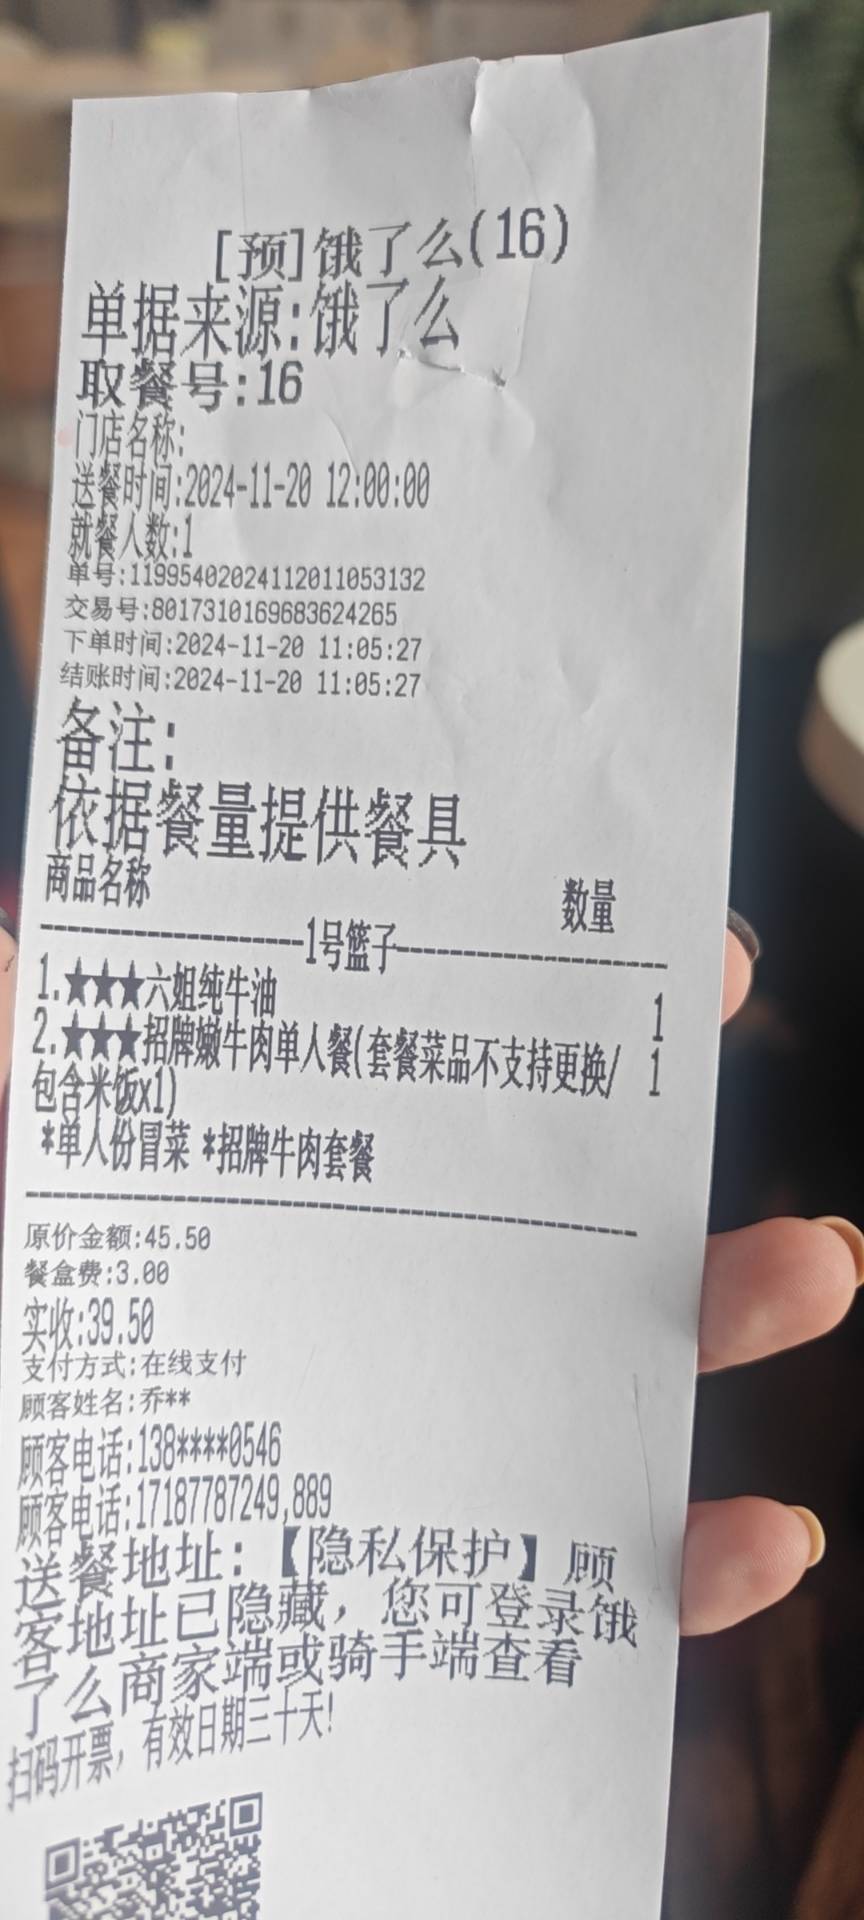 [预]饿了么(16)
单据来源:饿了么
取餐号:16
门店名称:
送餐时间:2024-11-20 12:00:00
就餐人数:1
单号:11995402024112011053132
交易号:8017310169683624265
下单时间:2024-11-20 11:05:27
结账时间:2024-11-20 11:05:27
备注:
依据餐量提供餐具
商品名称 数量
--------------------1号篮子--------------------
1.★★★六姐纯牛油 1
2.★★★招牌嫩牛肉单人餐(套餐菜品不支持更换/ 1
包含米饭x1)
*单人份冒菜 *招牌牛肉套餐
原价金额:45.50
餐盒费:3.00
实收:39.50
支付方式:在线支付
顾客姓名:乔**
顾客电话:138****0546
顾客电话:17187787249,889
送餐地址:【隐私保护】顾
客地址已隐藏,您可登录饿
了么商家端或骑手端查看
扫码开票,有效日期三十天!